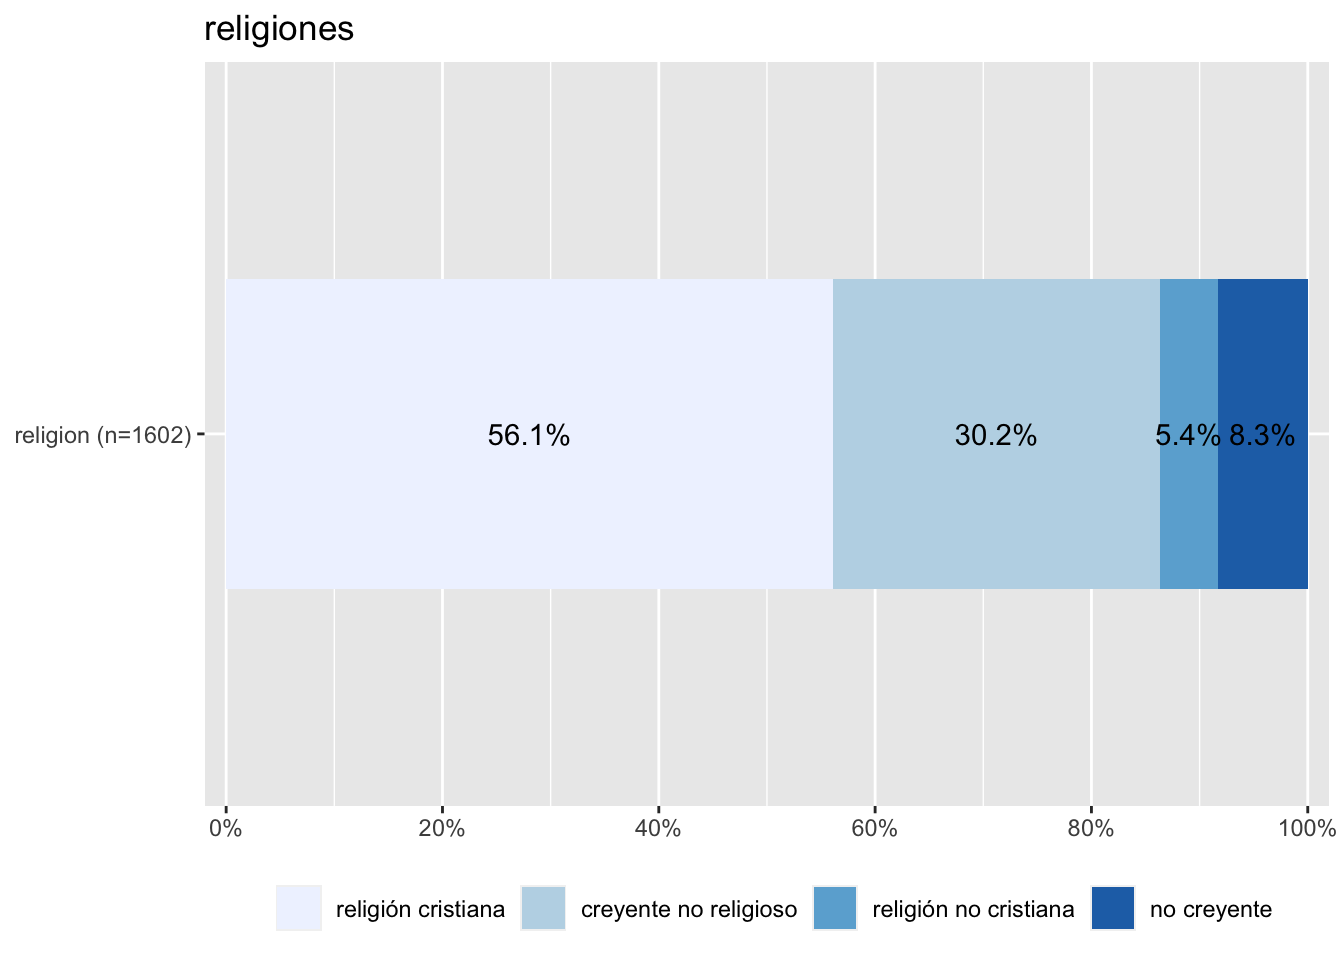 religiones
religion (n=1602)
56.1% 30.2% 5.4% 8.3%
0% 20% 40% 60% 80% 100%
religión cristiana creyente no religioso religión no cristiana no creyente